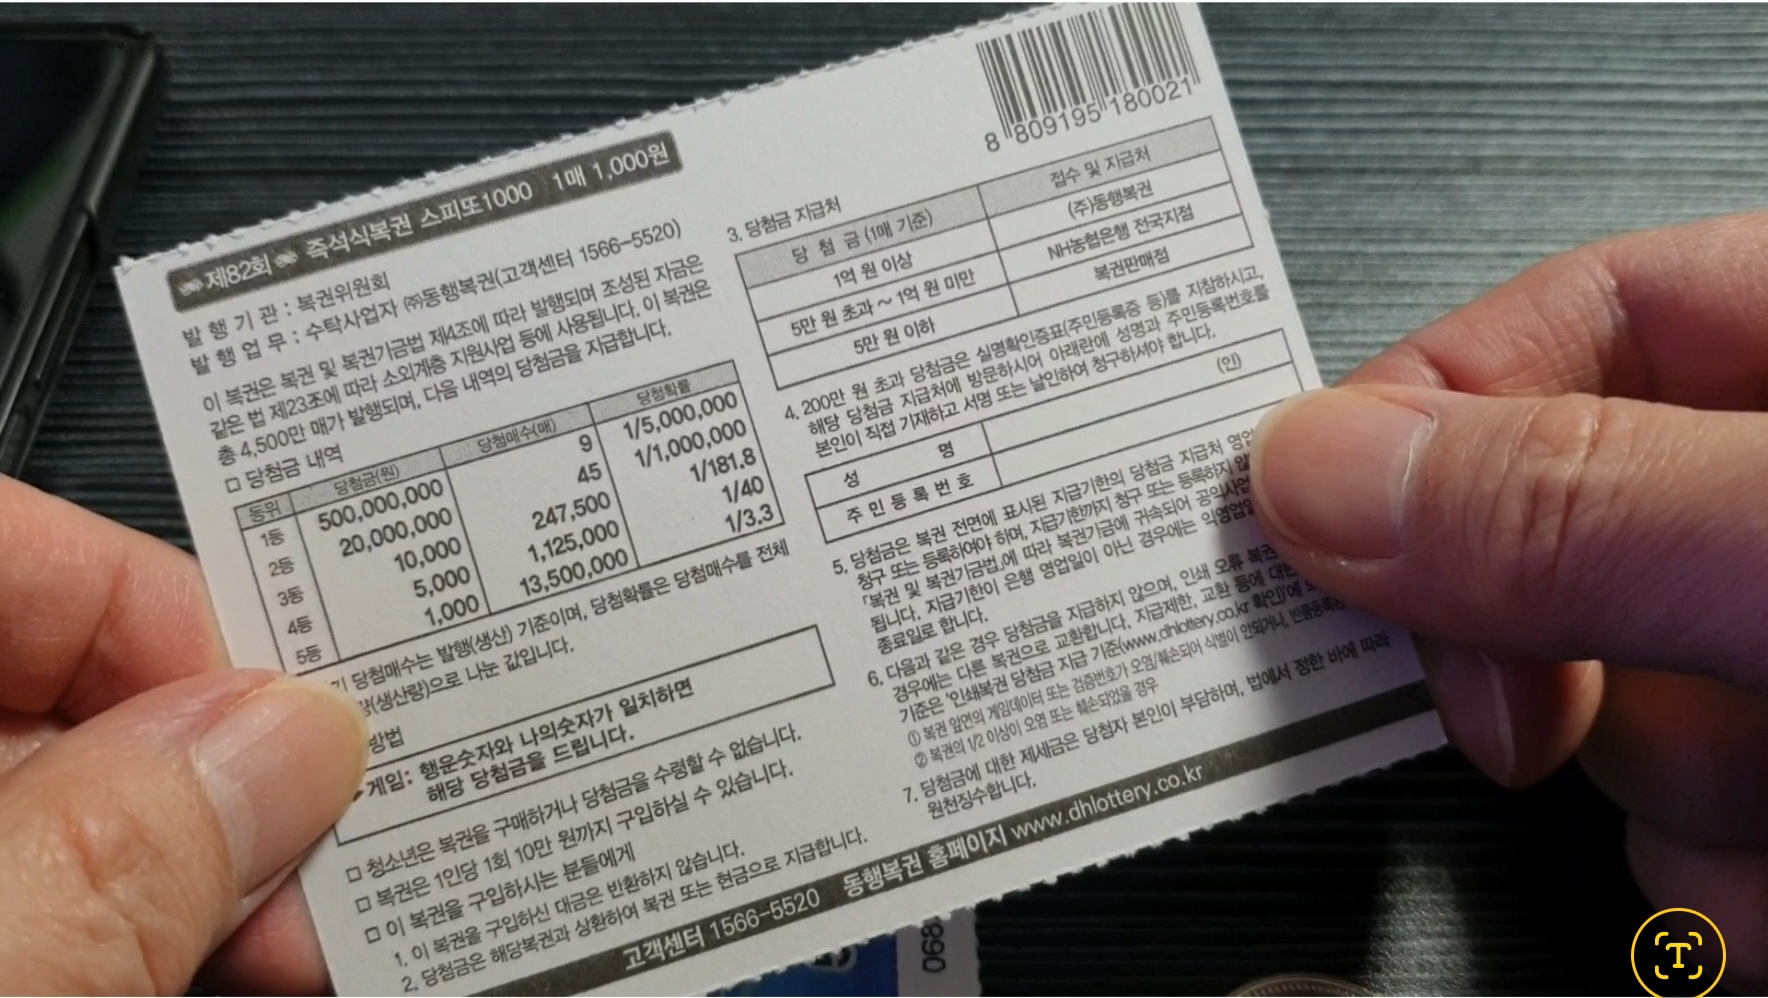 제82회 즉석식복권 스피또1000 1매 1,000원
발 행 기 관 : 복권위원회
발 행 업 무 : 수탁사업자 ㈜동행복권(고객센터 1566-5520)
이 복권은 복권 및 복권기금법 제4조에 따라 발행되며 조성된 자금은
같은 법 제23조에 따라 소외계층 지원사업 등에 사용됩니다. 이 복권은
총 4,500만 매가 발행되며, 다음 내역의 당첨금을 지급합니다.
□ 당첨금 내역
등위 당첨금(원) 당첨매수(매) 당첨확률
1등 500,000,000 9 1/5,000,000
2등 20,000,000 45 1/1,000,000
3등 10,000 247,500 1/181.8
4등 5,000 1,125,000 1/40
5등 1,000 13,500,000 1/3.3
당첨매수는 발행(생산) 기준이며, 당첨확률은 당첨매수를 전체
(생산량)으로 나눈 값입니다.
방법
게임: 행운숫자와 나의숫자가 일치하면
해당 당첨금을 드립니다.
□ 청소년은 복권을 구매하거나 당첨금을 수령할 수 없습니다.
□ 복권은 1인당 1회 10만 원까지 구입하실 수 있습니다.
□ 이 복권을 구입하시는 분들에게
1. 이 복권을 구입하신 대금은 반환하지 않습니다.
2. 당첨금은 해당복권과 상환하여 복권 또는 현금으로 지급합니다.
8 809195 180021
3. 당첨금 지급처
당 첨 금 (1매 기준) 접수 및 지급처
1억 원 이상 (주)동행복권
5만 원 초과 ~ 1억 원 미만 NH농협은행 전국지점
5만 원 이하 복권판매점
4. 200만 원 초과 당첨금은 실명확인증표(주민등록증 등)를 지참하시고,
해당 당첨금 지급처에 방문하시어 아래란에 성명과 주민등록번호를
본인이 직접 기재하고 서명 또는 날인하여 청구하셔야 합니다.
성 명 (인)
주 민 등 록 번 호
5. 당첨금은 복권 전면에 표시된 지급기한의 당첨금 지급처
청구 또는 등록하여야 하며, 지급기한까지 청구 또는 등록하지
「복권 및 복권기금법」에 따라 복권기금에 귀속되어
됩니다. 지급기한이 은행 영업일이 아닌 경우에는
종료일로 합니다.
6. 다음과 같은 경우 당첨금을 지급하지 않으며, 인쇄 오류
경우에는 다른 복권으로 교환합니다. 지급제한, 교환 등에
기준은 '인쇄복권 당첨금 지급 기준(www.dhlottery.co.kr 확인)'에
① 복권 앞면의 게임데이터 또는 검증번호가 오염/훼손되어 식별이 안되거나,
② 복권의 1/2 이상이 오염 또는 훼손되었을 경우
7. 당첨금에 대한 제세금은 당첨자 본인이 부담하며, 법에서 정한 바에 따라
원천징수합니다.
고객센터 1566-5520 동행복권 홈페이지 www.dhlottery.co.kr
068